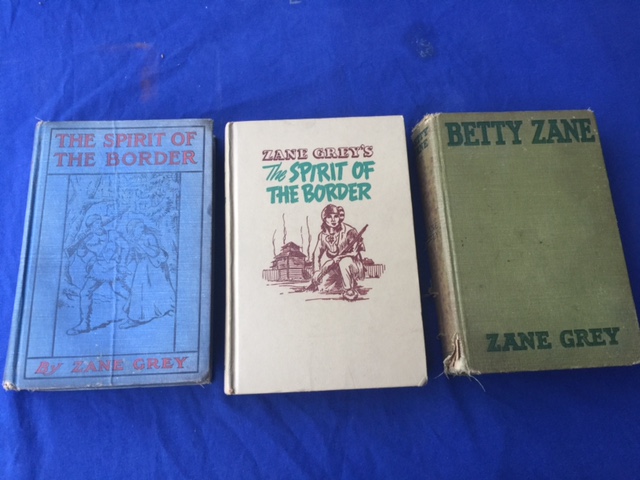 THE SPIRIT OF
THE BORDER
By ZANE GREY
ZANE GREY'S
The SPIRIT OF
THE BORDER
BETTY ZANE
ZANE GREY